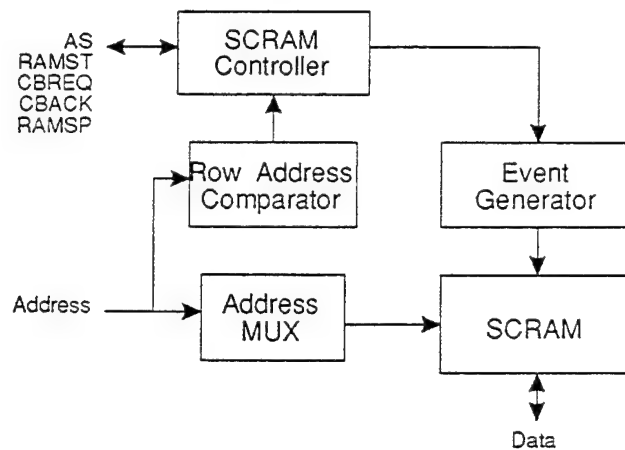 AS
RAMST
CBREQ
CBACK
RAMSP
SCRAM
Controller
Row Address
Comparator
Event
Generator
Address
Address
MUX
SCRAM
Data